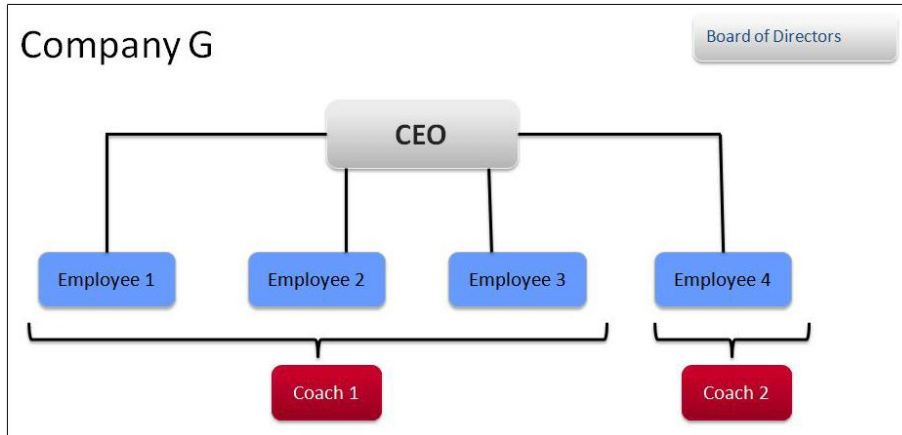 Company G
Board of Directors
CEO
Employee 1
Employee 2
Employee 3
Employee 4
Coach 1
Coach 2